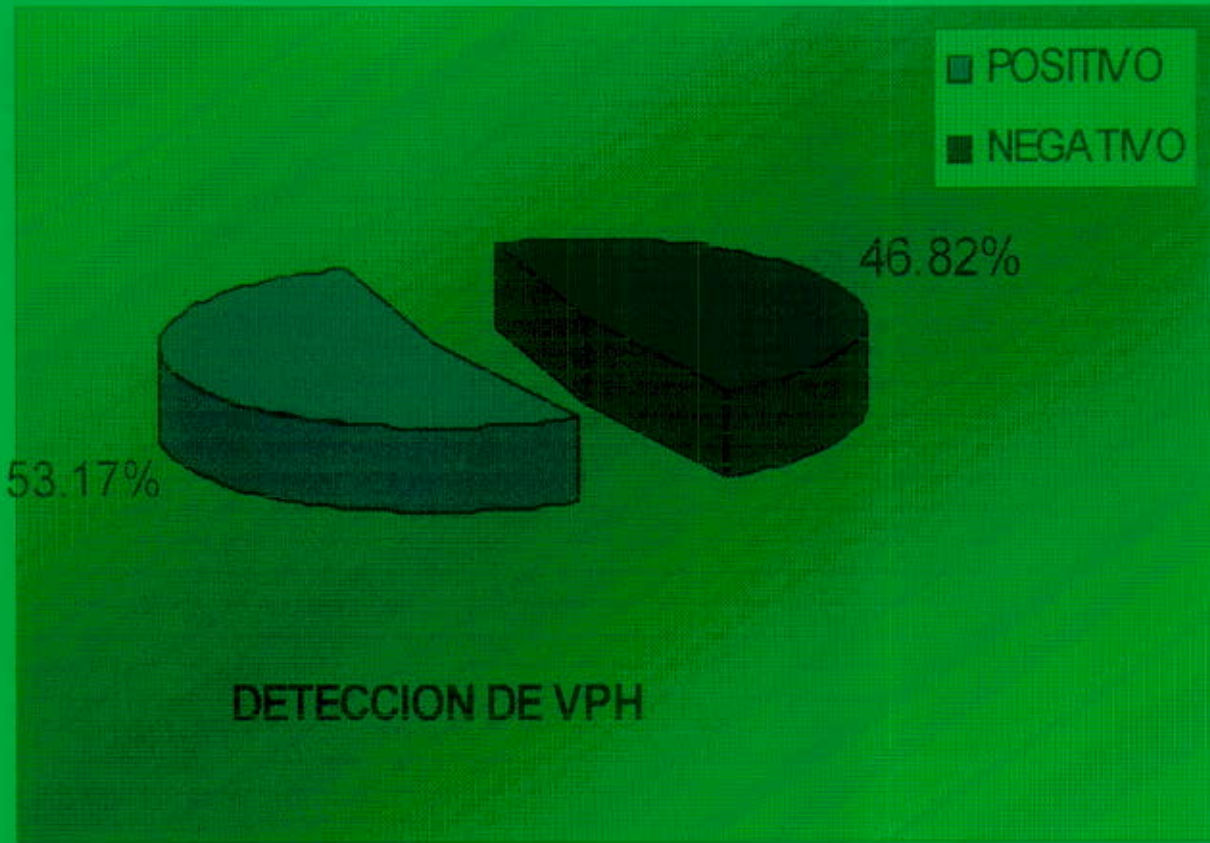 POSITIVO
NEGATIVO
46.82%
53.17%
DETECCION DE VPH